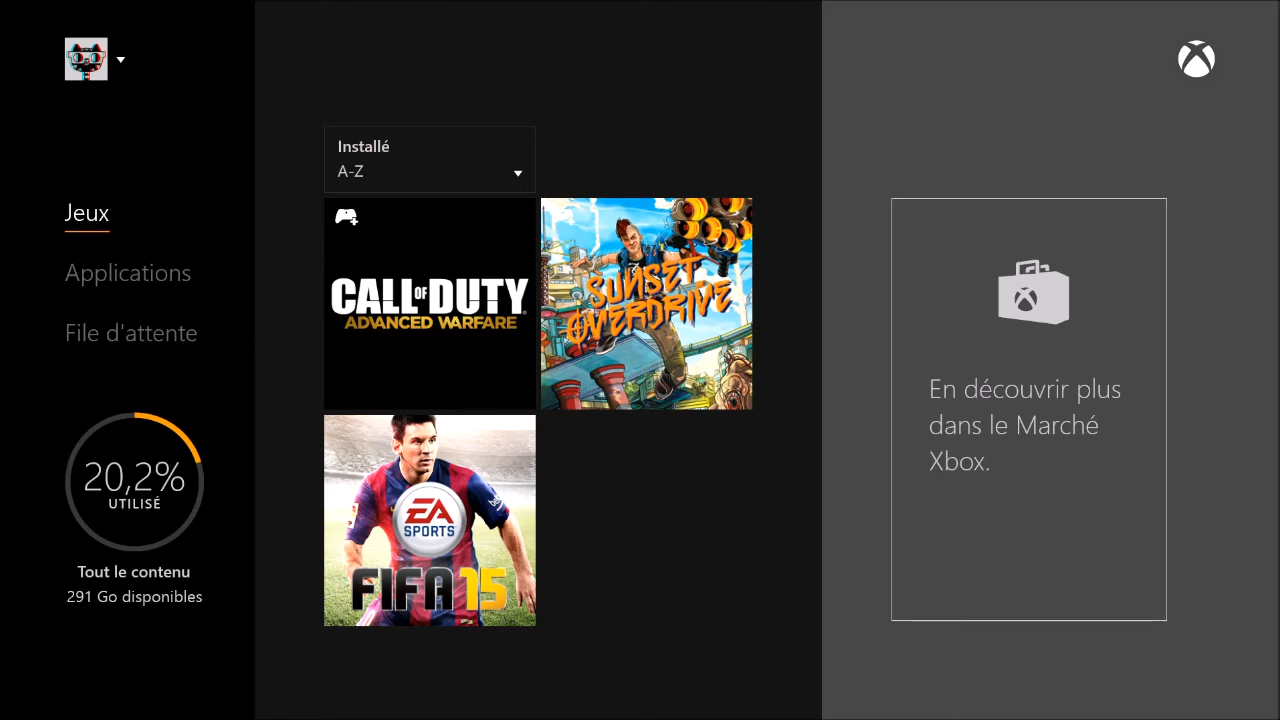 Jeux
Applications
File d'attente
20,2%
UTILISÉ
Tout le contenu
291 Go disponibles
Installé
A-Z
CALL OF DUTY
ADVANCED WARFARE
SUNSET
OVERDRIVE
EA
SPORTS
FIFA 15
En découvrir plus
dans le Marché
Xbox.